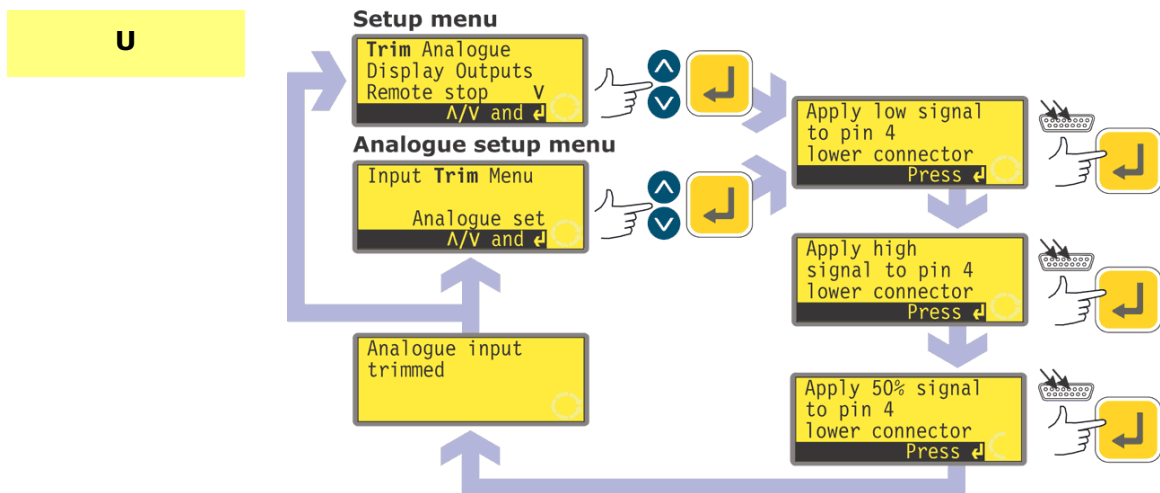 U
Setup menu
Trim Analogue
Display Outputs
Remote stop V
Λ/V and ↲
Analogue setup menu
Input Trim Menu
Analogue set
Λ/V and ↲
Apply low signal
to pin 4
lower connector
Press ↲
Apply high
signal to pin 4
lower connector
Press ↲
Apply 50% signal
to pin 4
lower connector
Press ↲
Analogue input
trimmed